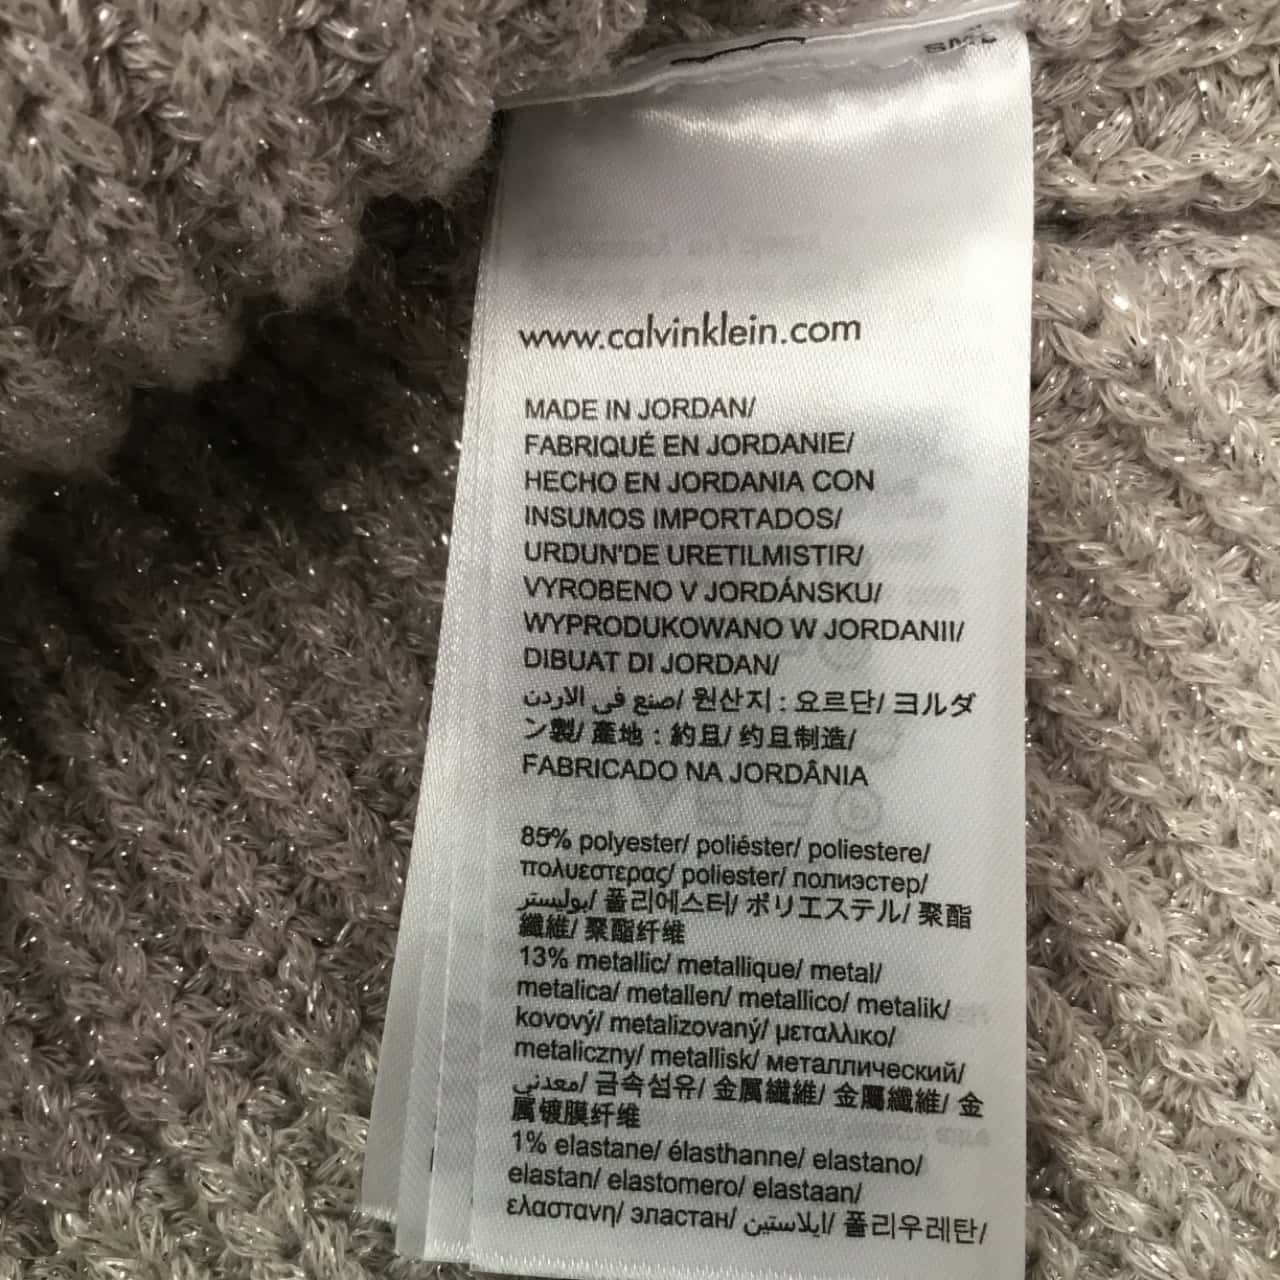 www.calvinklein.com
MADE IN JORDAN/
FABRIQUÉ EN JORDANIE/
HECHO EN JORDANIA CON
INSUMOS IMPORTADOS/
URDUN'DE URETILMISTIR/
VYROBENO V JORDÁNSKU/
WYPRODUKOWANO W JORDANII/
DIBUAT DI JORDAN/
صنع في الاردن/ 원산지 : 요르단/ ヨルダ
ン製/ 產地 : 約旦/ 约旦制造/
FABRICADO NA JORDÂNIA
85% polyester/ poliéster/ poliestere/
πολυεστερας/ poliester/ полиэстер/
بوليستر/ 폴리에스터/ ポリエステル/ 聚酯
纖維/ 聚酯纤维
13% metallic/ metallique/ metal/
metalica/ metallen/ metallico/ metalik/
kovový/ metalizovaný/ μεταλλικο/
metaliczny/ metallisk/ металлический/
معدني/ 금속섬유/ 金属繊維/ 金屬纖維/ 金
属镀膜纤维
1% elastane/ élasthanne/ elastano/
elastan/ elastomero/ elastaan/
ελαστανη/ эластан/ ايلاستين/ 폴리우레탄/